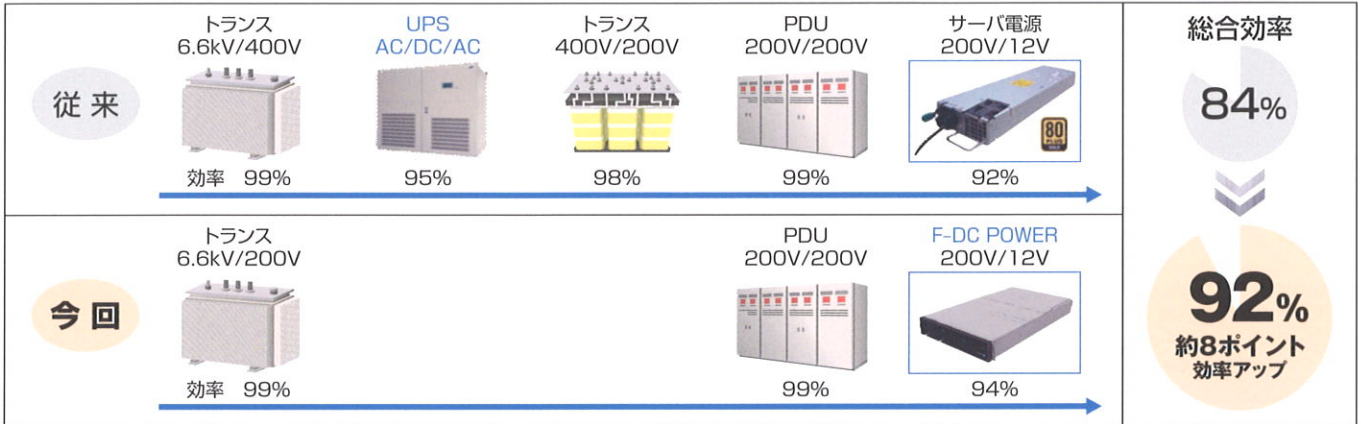 従来
トランス
6.6kV/400V
効率 99%
UPS
AC/DC/AC
95%
トランス
400V/200V
98%
PDU
200V/200V
99%
サーバ電源
200V/12V
80
PLUS
GOLD
92%
総合効率
84%
今回
トランス
6.6kV/200V
効率 99%
PDU
200V/200V
99%
F-DC POWER
200V/12V
94%
92%
約8ポイント
効率アップ